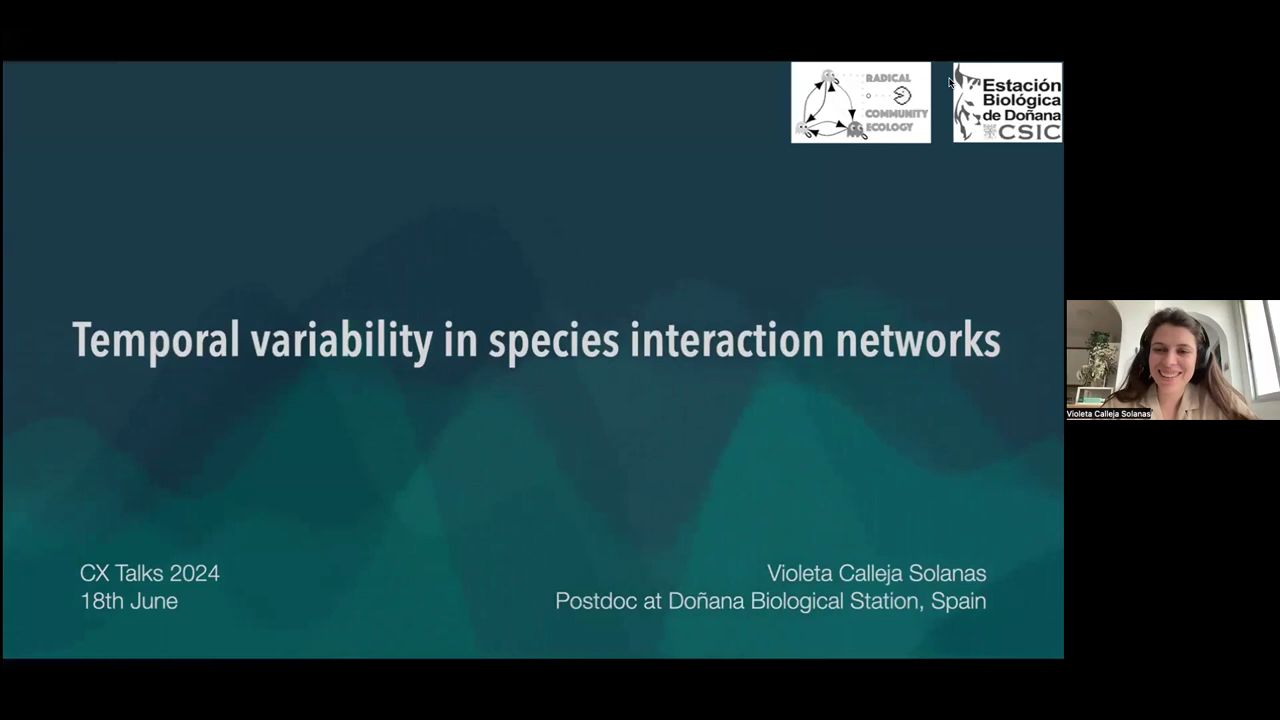 RADICAL
COMMUNITY
ECOLOGY
Estación
Biológica
de Doñana
CSIC
Temporal variability in species interaction networks
Violeta Calleja Solanas
CX Talks 2024
18th June
Violeta Calleja Solanas
Postdoc at Doñana Biological Station, Spain